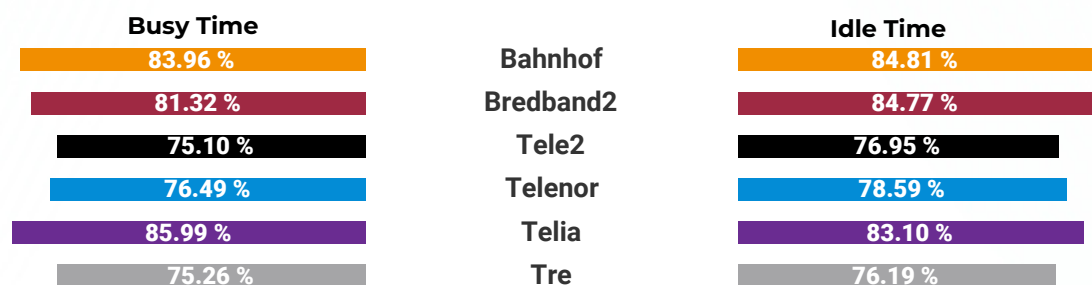 Busy Time Idle Time
83.96 % Bahnhof 84.81 %
81.32 % Bredband2 84.77 %
75.10 % Tele2 76.95 %
76.49 % Telenor 78.59 %
85.99 % Telia 83.10 %
75.26 % Tre 76.19 %